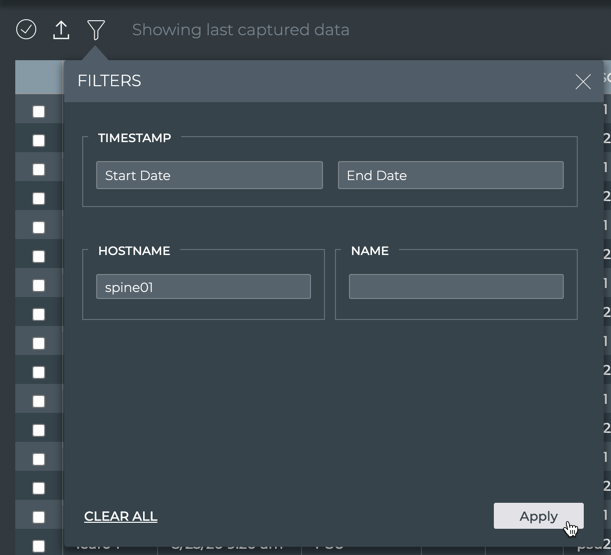 Showing last captured data
FILTERS
TIMESTAMP
Start Date
End Date
HOSTNAME
NAME
spine01
CLEAR ALL
Apply